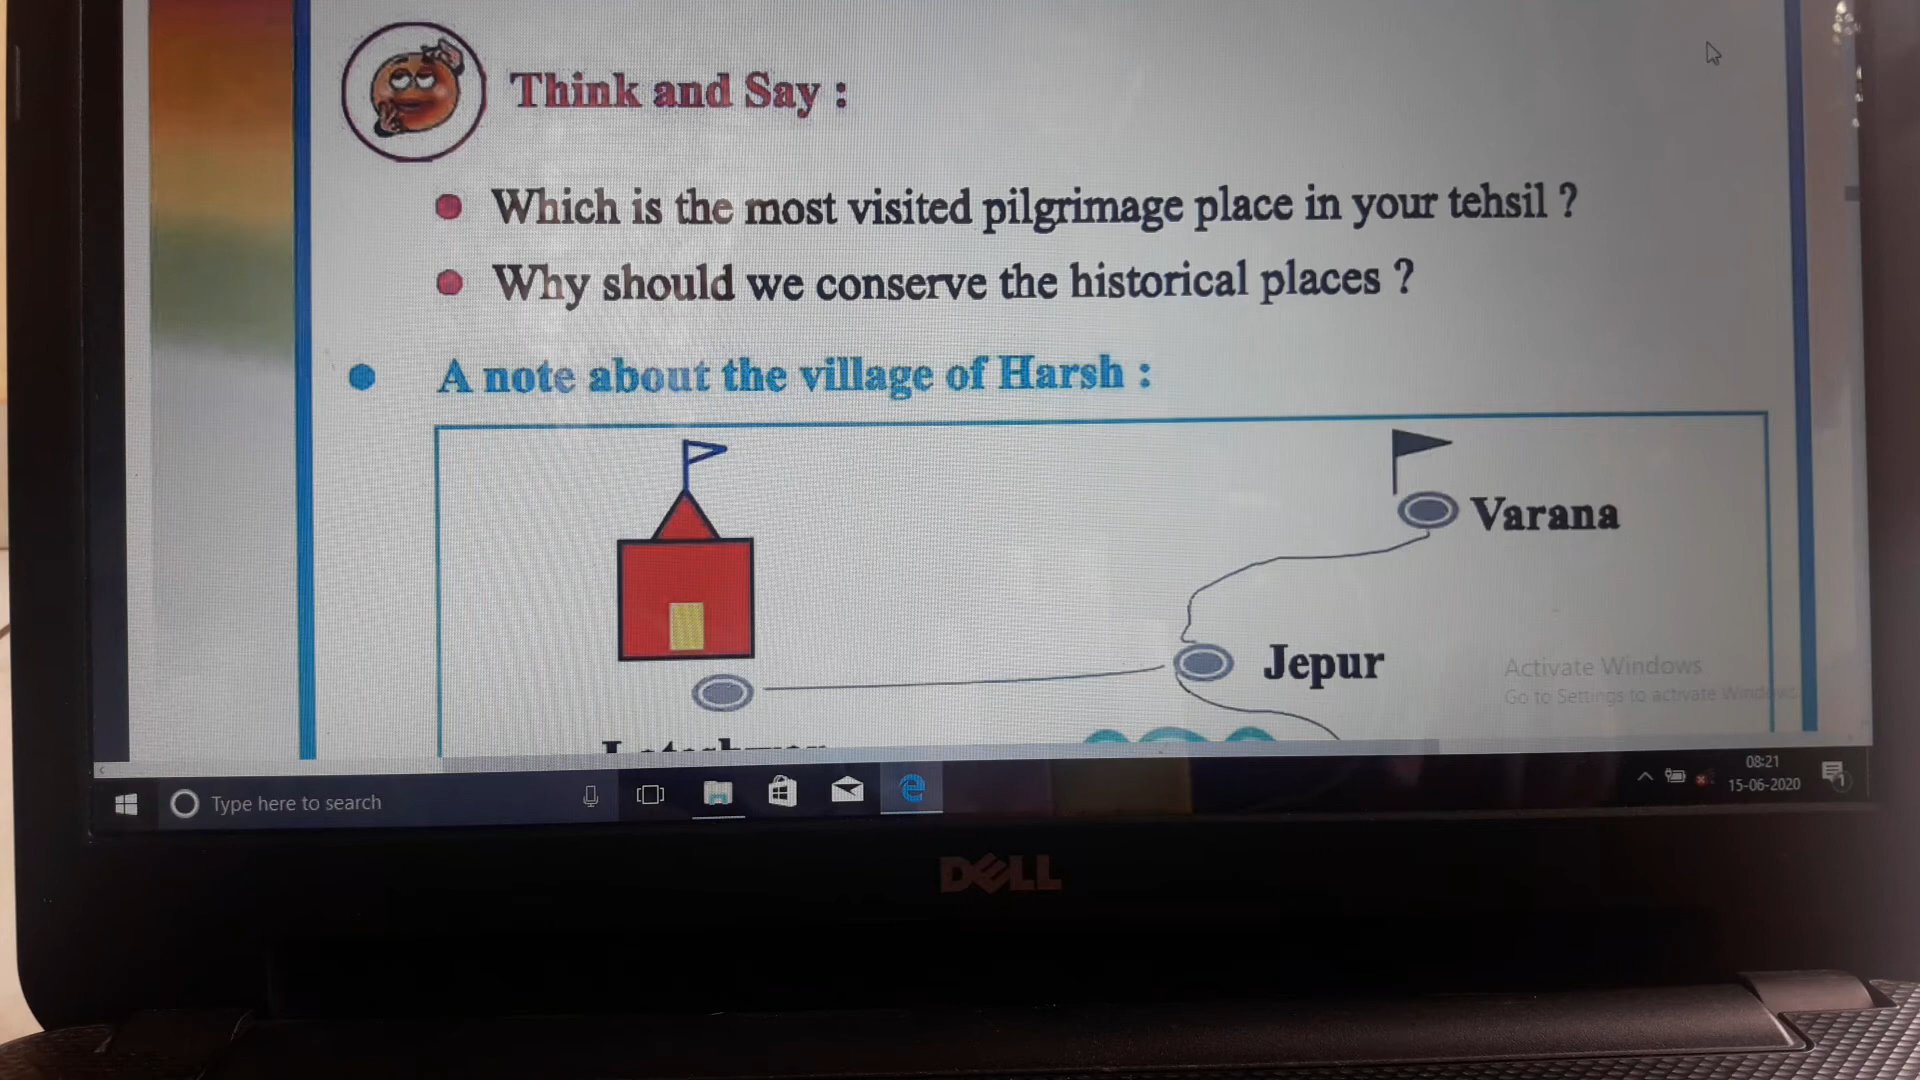 Think and Say :
Which is the most visited pilgrimage place in your tehsil ?
Why should we conserve the historical places ?
A note about the village of Harsh :
Varana
Jepur
Activate Windows
Go to Settings to activate Windows.
Type here to search
08:21
15-06-2020
1
DELL